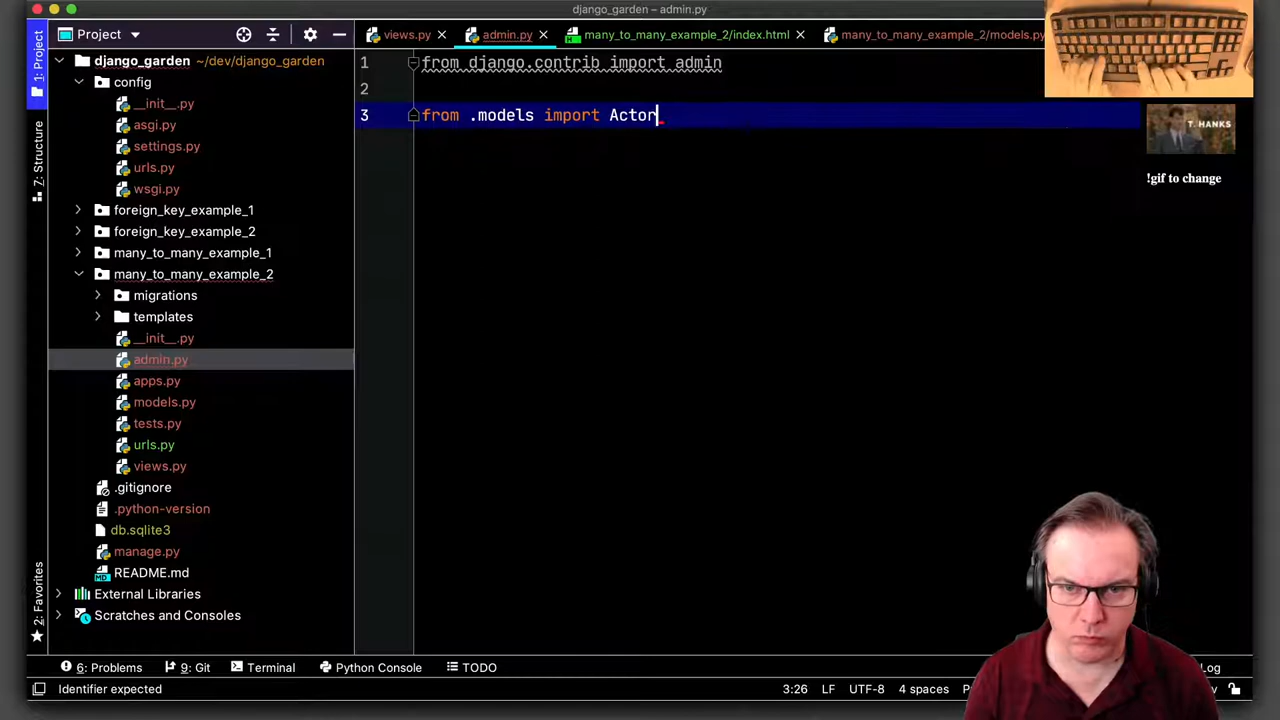 django_garden – admin.py
Project
views.py
admin.py
many_to_many_example_2/index.html
many_to_many_example_2/models.py
1: Project
7: Structure
2: Favorites
django_garden ~/dev/django_garden
config
__init__.py
asgi.py
settings.py
urls.py
wsgi.py
foreign_key_example_1
foreign_key_example_2
many_to_many_example_1
many_to_many_example_2
migrations
templates
__init__.py
admin.py
apps.py
models.py
tests.py
urls.py
views.py
.gitignore
.python-version
db.sqlite3
manage.py
README.md
External Libraries
Scratches and Consoles
1 from django.contrib import admin
2
3 from .models import Actor
T. HANKS
!gif to change
6: Problems
9: Git
Terminal
Python Console
TODO
Log
Identifier expected
3:26
LF
UTF-8
4 spaces